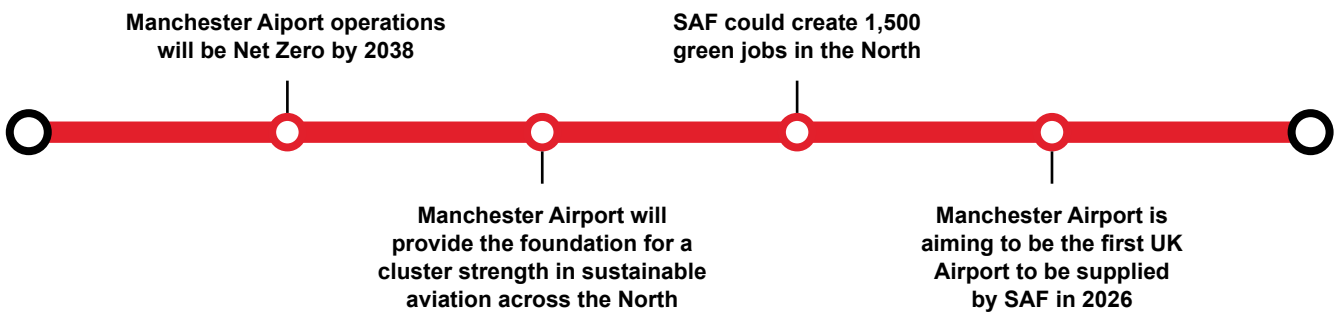 Manchester Aiport operations
will be Net Zero by 2038
SAF could create 1,500
green jobs in the North
Manchester Airport will
provide the foundation for a
cluster strength in sustainable
aviation across the North
Manchester Airport is
aiming to be the first UK
Airport to be supplied
by SAF in 2026